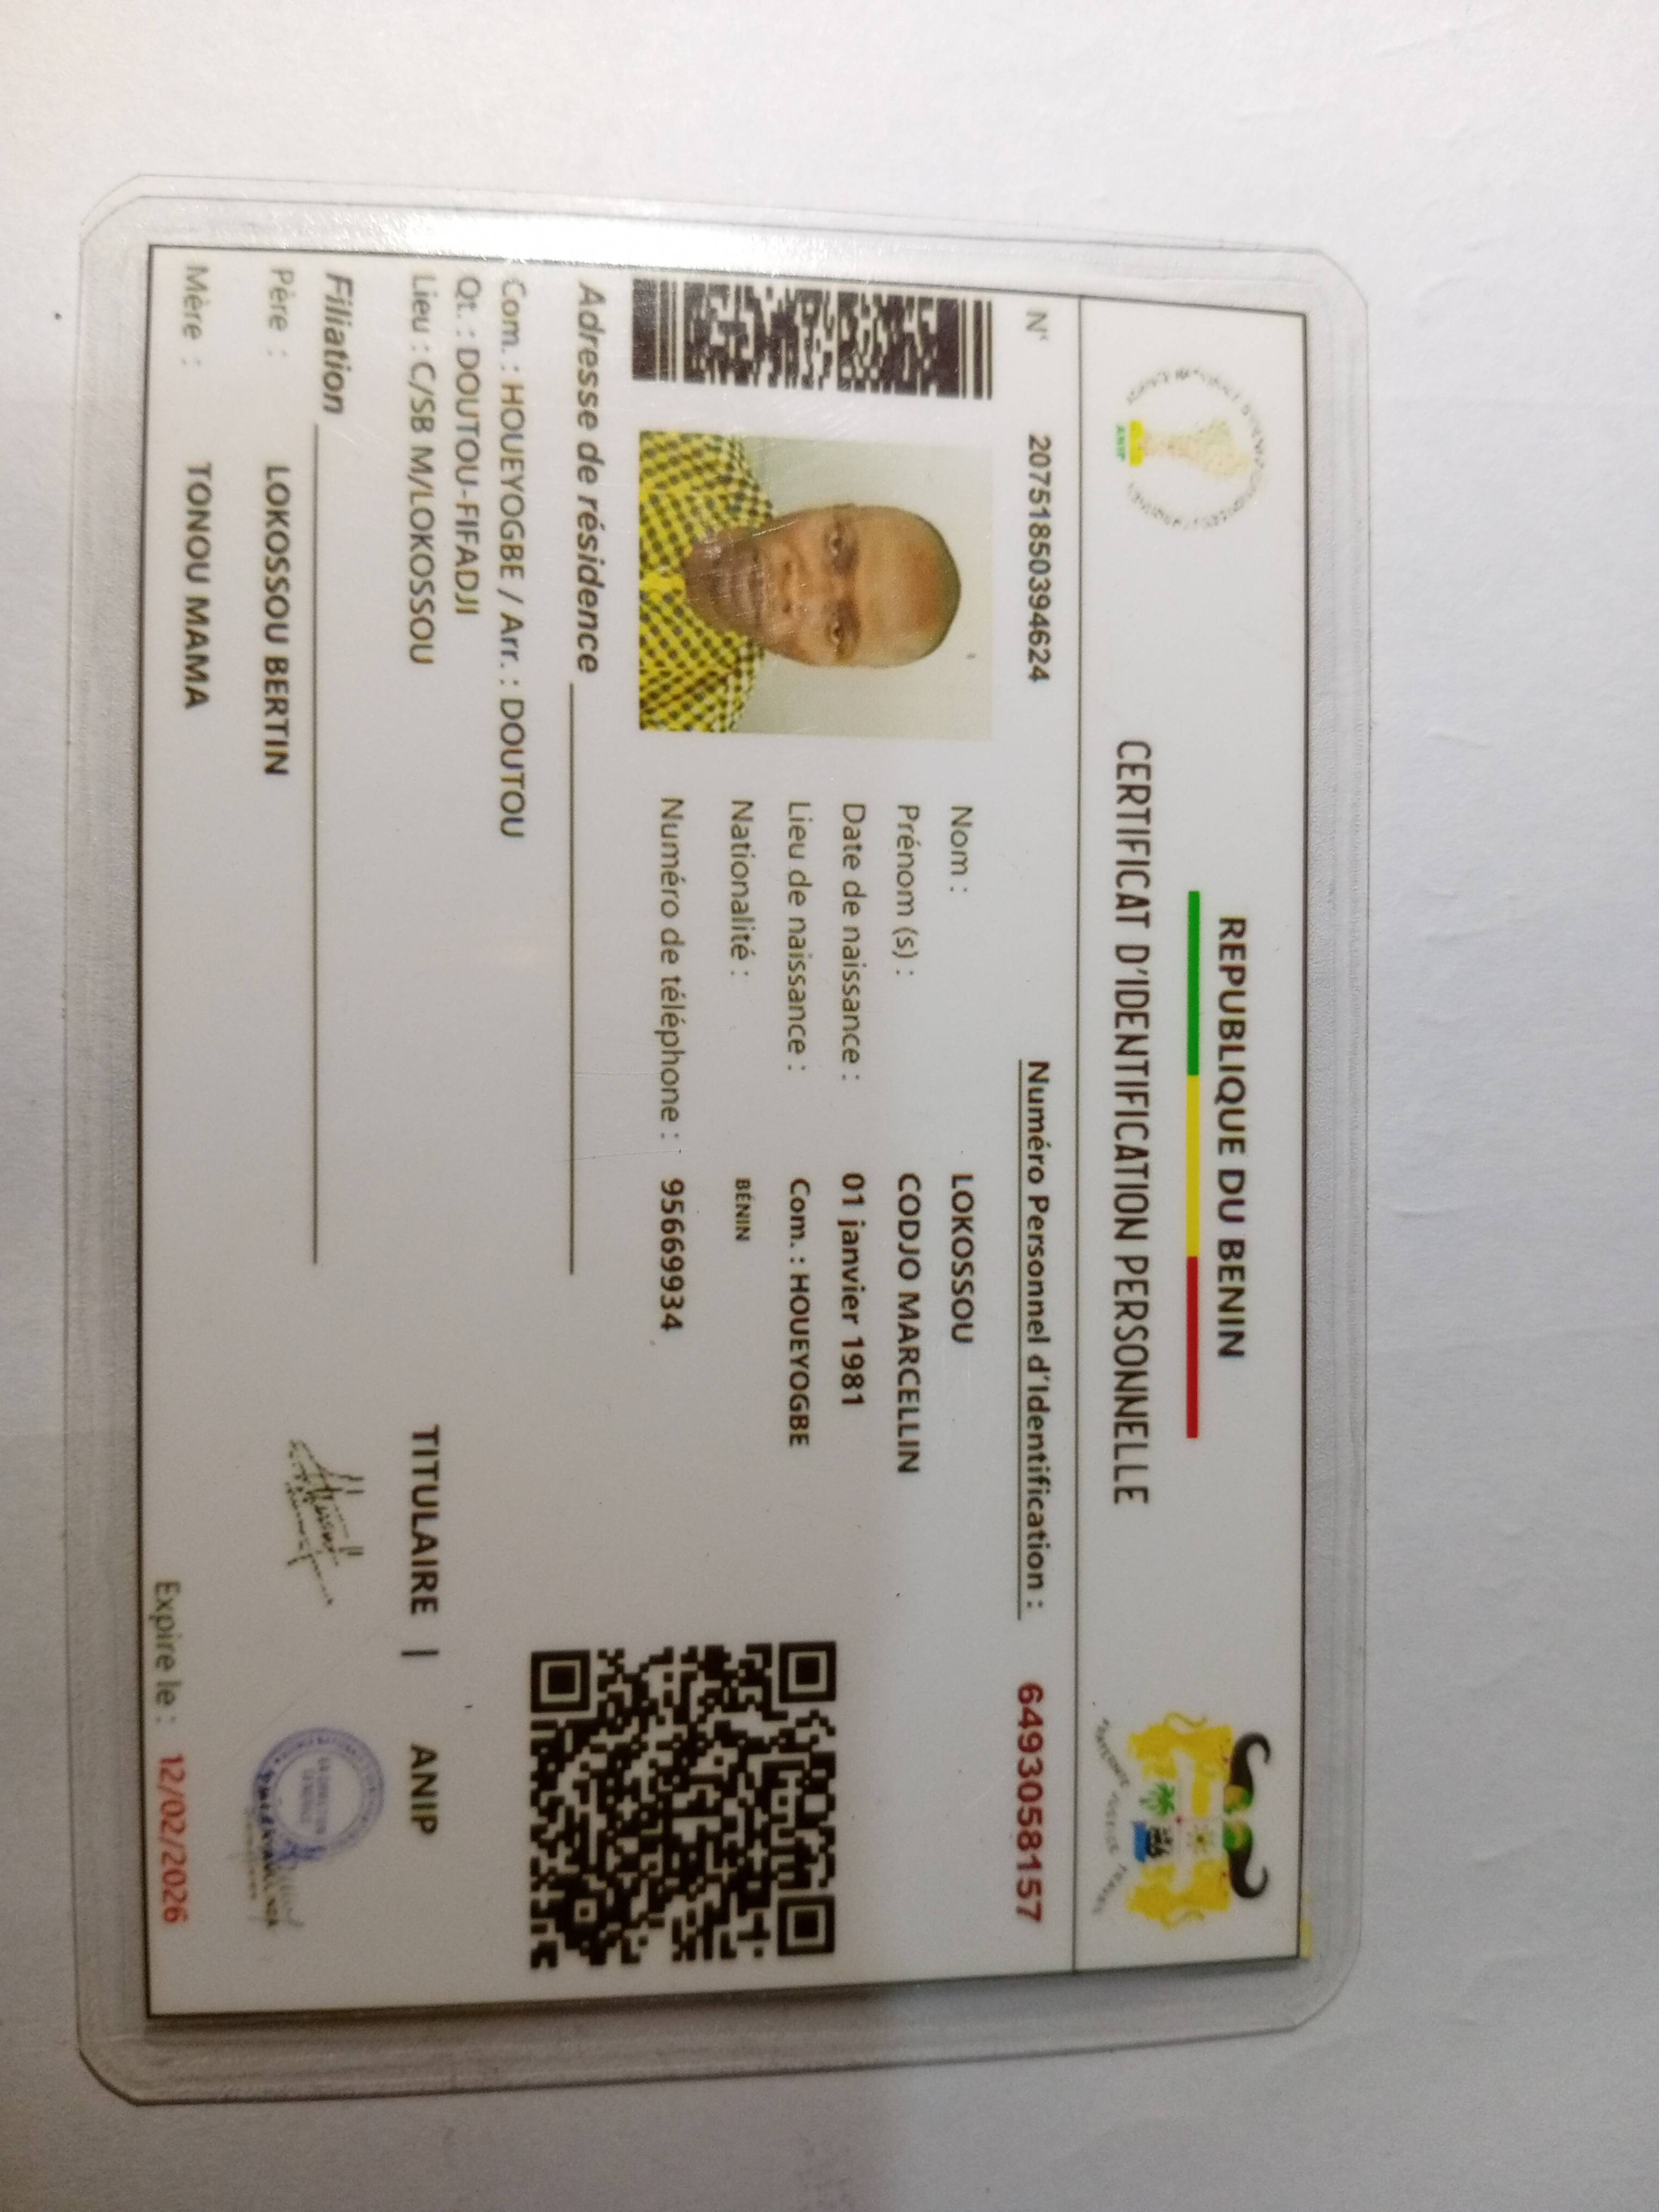 REPUBLIQUE DU BENIN
CERTIFICAT D'IDENTIFICATION PERSONNELLE
ANIP
N° 20751850394624
Numéro Personnel d'Identification : 6493058157
Nom : LOKOSSOU
Prénom (s) : CODJO MARCELLIN
Date de naissance : 01 janvier 1981
Lieu de naissance : Com. : HOUEYOGBE
Nationalité : BÉNIN
Numéro de téléphone : 95669934
Adresse de résidence
Com. : HOUEYOGBE / Arr. : DOUTOU
Qt. : DOUTOU-FIFADJI
Lieu : C/SB M/LOKOSSOU
TITULAIRE | ANIP
Filiation
Père : LOKOSSOU BERTIN
Mère : TONOU MAMA
Expire le : 12/02/2026